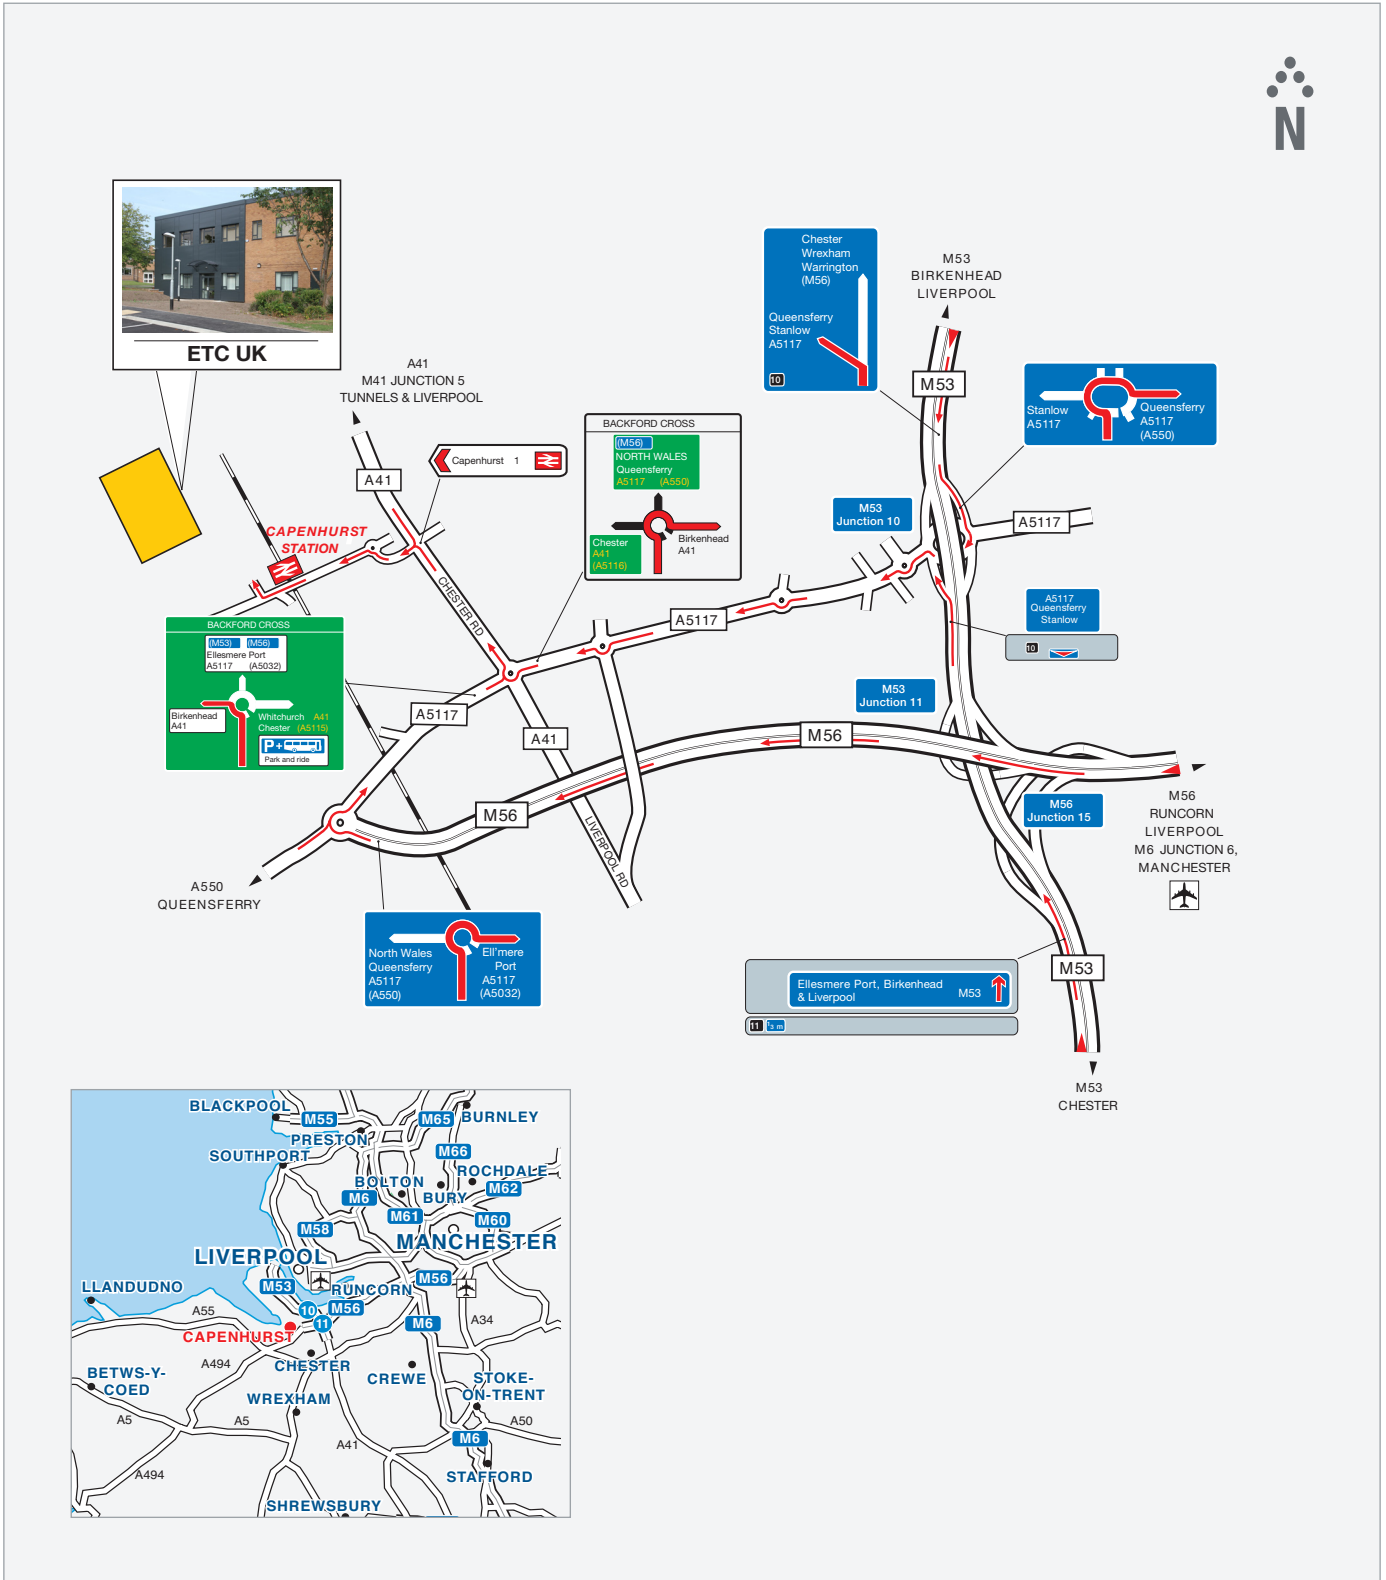 N
ETC UK
A41
M41 JUNCTION 5
TUNNELS & LIVERPOOL
A41
Capenhurst 1
CAPENHURST
STATION
BACKFORD CROSS
(M56)
NORTH WALES
Queensferry
A5117 (A550)
Chester
A41
(A5116)
Birkenhead
A41
Chester
Wrexham
Warrington
(M56)
Queensferry
Stanlow
A5117
10
M53
BIRKENHEAD
LIVERPOOL
M53
Stanlow
A5117
Queensferry
A5117
(A550)
M53
Junction 10
A5117
CHESTER RD
A5117
A5117
Queensferry
Stanlow
10
BACKFORD CROSS
(M53) (M56)
Ellesmere Port
A5117 (A5032)
Birkenhead
A41
Whitchurch A41
Chester (A5115)
P+
Park and ride
A5117
A41
M53
Junction 11
M56
M56
LIVERPOOL RD
M56
Junction 15
M56
RUNCORN
LIVERPOOL
M6 JUNCTION 6,
MANCHESTER
A550
QUEENSFERRY
North Wales
Queensferry
A5117
(A550)
Ell'mere
Port
A5117
(A5032)
Ellesmere Port, Birkenhead
& Liverpool M53
11 ⅓ m
M53
M53
CHESTER
BLACKPOOL
M55
M65
BURNLEY
PRESTON
SOUTHPORT
M66
ROCHDALE
BOLTON
M6
BURY
M62
M61
M60
M58
MANCHESTER
LIVERPOOL
M53
RUNCORN
M56
LLANDUDNO
A55
10
M56
11
M6
A34
CAPENHURST
A494
CHESTER
BETWS-Y-
COED
CREWE
STOKE-
ON-TRENT
WREXHAM
A5
A5
A41
A50
M6
A494
STAFFORD
SHREWSBURY